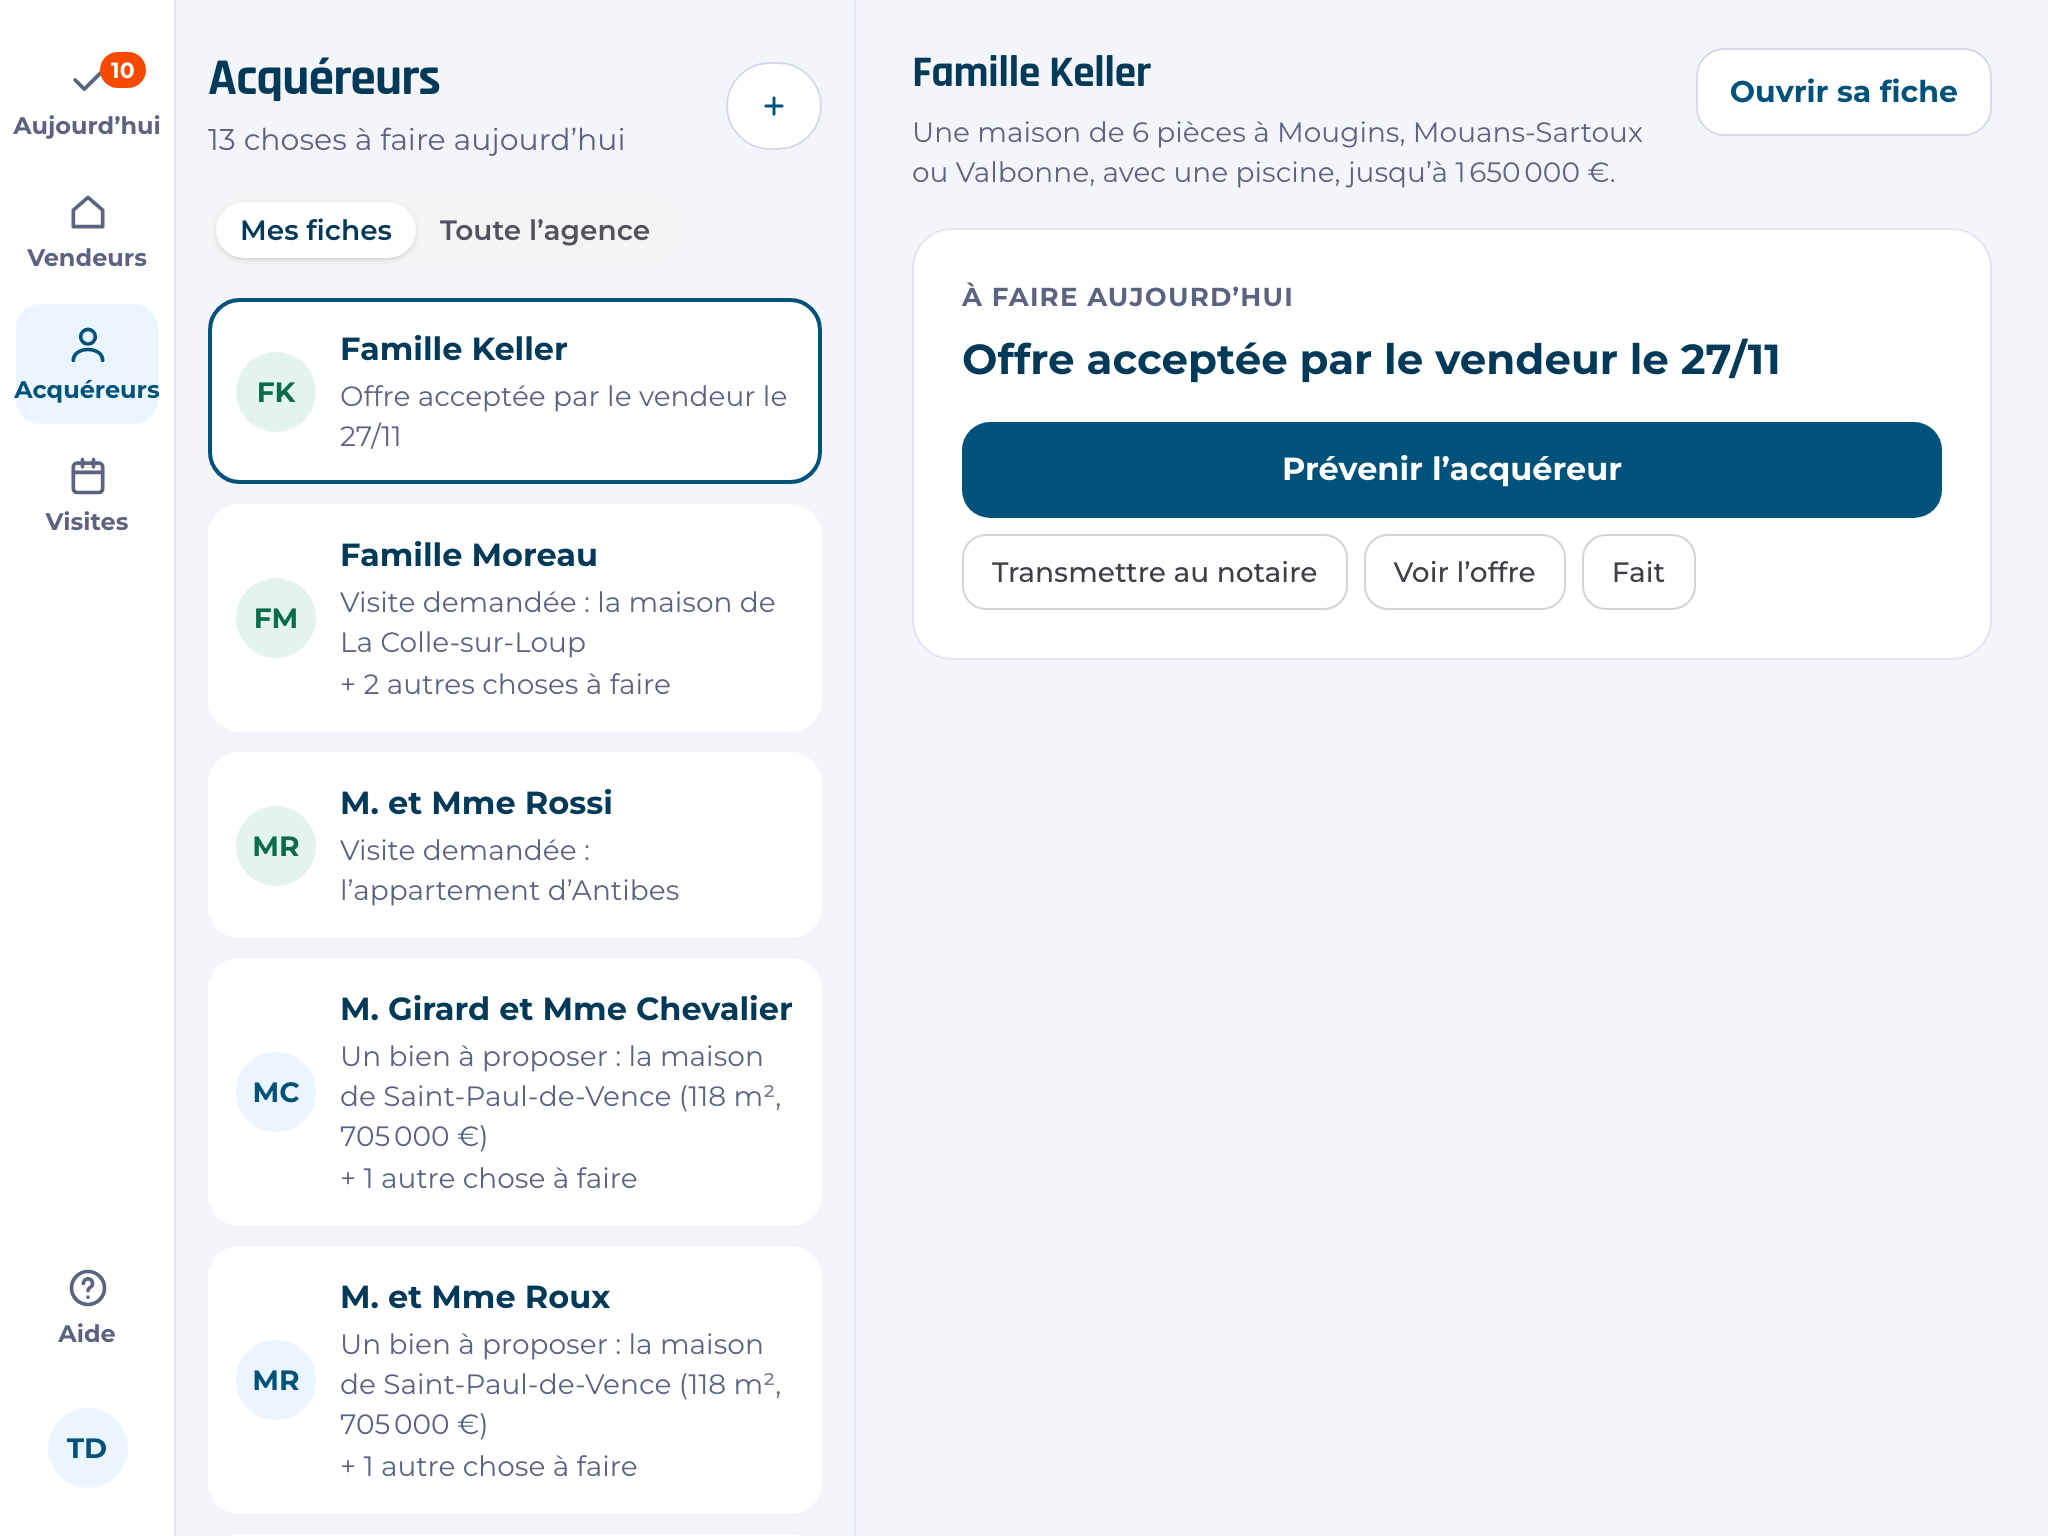 10
Aujourd’hui
Vendeurs
Acquéreurs
Visites
Aide
TD
Acquéreurs
13 choses à faire aujourd’hui
+
Mes fiches
Toute l’agence
FK
Famille Keller
Offre acceptée par le vendeur le
27/11
FM
Famille Moreau
Visite demandée : la maison de
La Colle-sur-Loup
+ 2 autres choses à faire
MR
M. et Mme Rossi
Visite demandée :
l’appartement d’Antibes
MC
M. Girard et Mme Chevalier
Un bien à proposer : la maison
de Saint-Paul-de-Vence (118 m²,
705 000 €)
+ 1 autre chose à faire
MR
M. et Mme Roux
Un bien à proposer : la maison
de Saint-Paul-de-Vence (118 m²,
705 000 €)
+ 1 autre chose à faire
Famille Keller
Une maison de 6 pièces à Mougins, Mouans-Sartoux
ou Valbonne, avec une piscine, jusqu’à 1 650 000 €.
Ouvrir sa fiche
À FAIRE AUJOURD’HUI
Offre acceptée par le vendeur le 27/11
Prévenir l’acquéreur
Transmettre au notaire
Voir l’offre
Fait